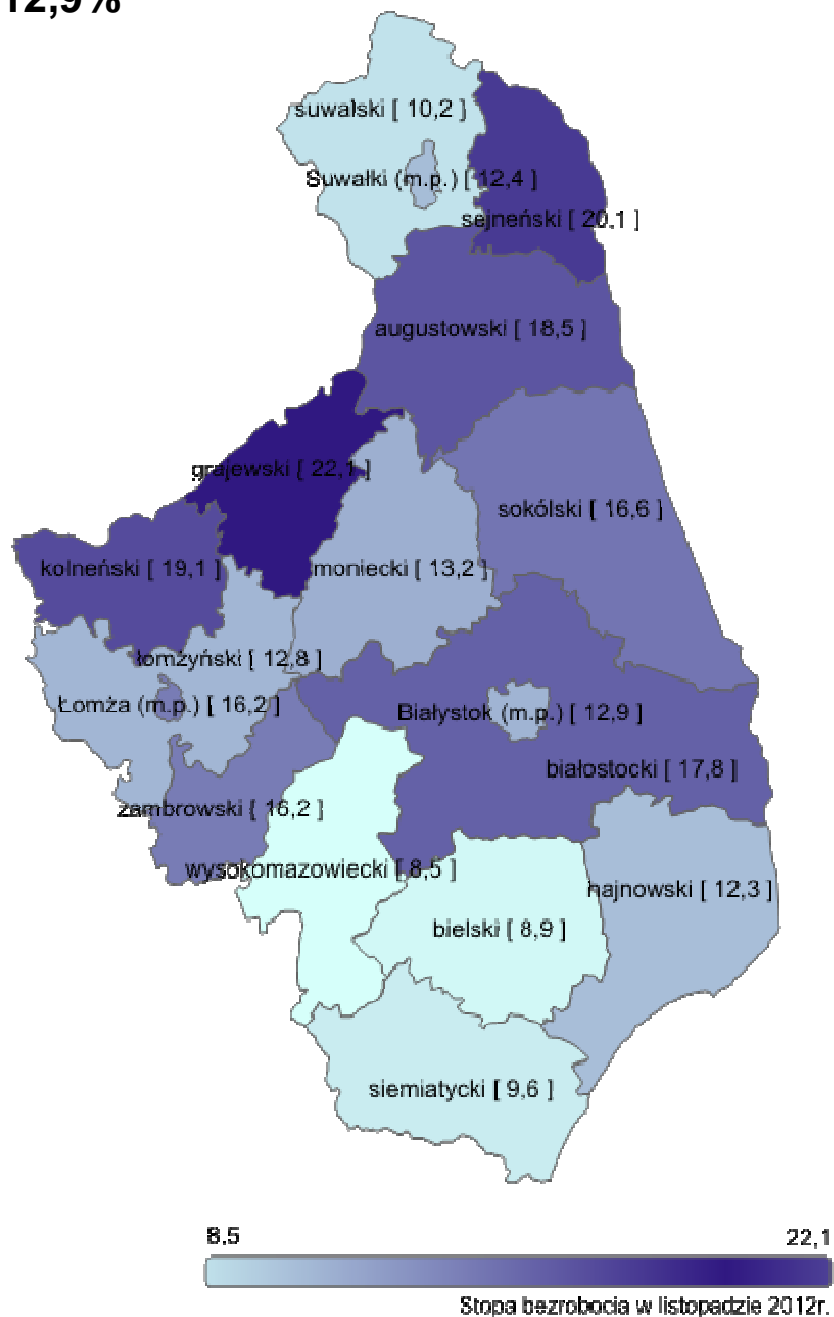 12,9%
suwalski [ 10,2 ]
Suwałki (m.p.) [ 12,4 ]
sejneński [ 20,1 ]
augustowski [ 18,5 ]
grajewski [ 22,1 ]
sokólski [ 16,6 ]
kolneński [ 19,1 ]
moniecki [ 13,2 ]
łomżyński [ 12,8 ]
Łomża (m.p.) [ 16,2 ]
Białystok (m.p.) [ 12,9 ]
białostocki [ 17,8 ]
zambrowski [ 16,2 ]
wysokomazowiecki [ 8,5 ]
hajnowski [ 12,3 ]
bielski [ 8,9 ]
siemiatycki [ 9,6 ]
8,5 22,1
Stopa bezrobocia w listopadzie 2012r.